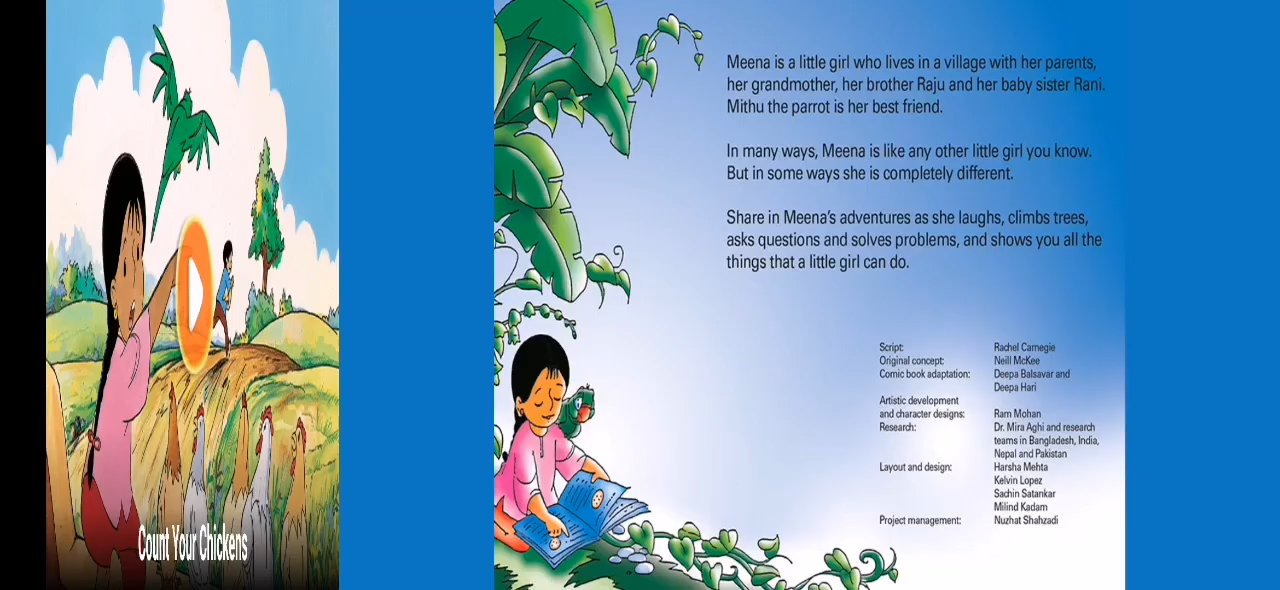 Count Your Chickens
Meena is a little girl who lives in a village with her parents,
her grandmother, her brother Raju and her baby sister Rani.
Mithu the parrot is her best friend.
In many ways, Meena is like any other little girl you know.
But in some ways she is completely different.
Share in Meena's adventures as she laughs, climbs trees,
asks questions and solves problems, and shows you all the
things that a little girl can do.
Script: Rachel Carnegie
Original concept: Neill McKee
Comic book adaptation: Deepa Balsavar and
Deepa Hari
Artistic development
and character designs: Ram Mohan
Research: Dr. Mira Aghi and research
teams in Bangladesh, India,
Nepal and Pakistan
Layout and design: Harsha Mehta
Kelvin Lopez
Sachin Satankar
Milind Kadam
Project management: Nuzhat Shahzadi